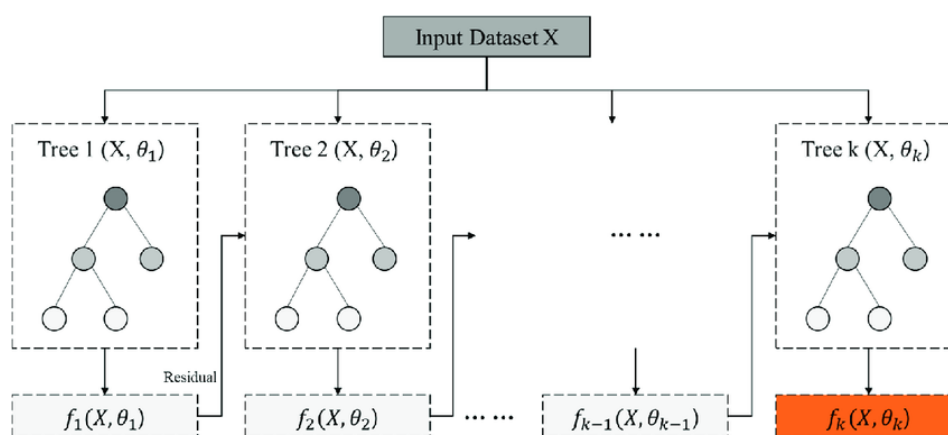 Input Dataset X
Tree 1 (X, θ₁)
Tree 2 (X, θ₂)
Tree k (X, θₖ)
... ...
Residual
f₁(X, θ₁)
f₂(X, θ₂)
... ...
fₖ₋₁(X, θₖ₋₁)
fₖ(X, θₖ)